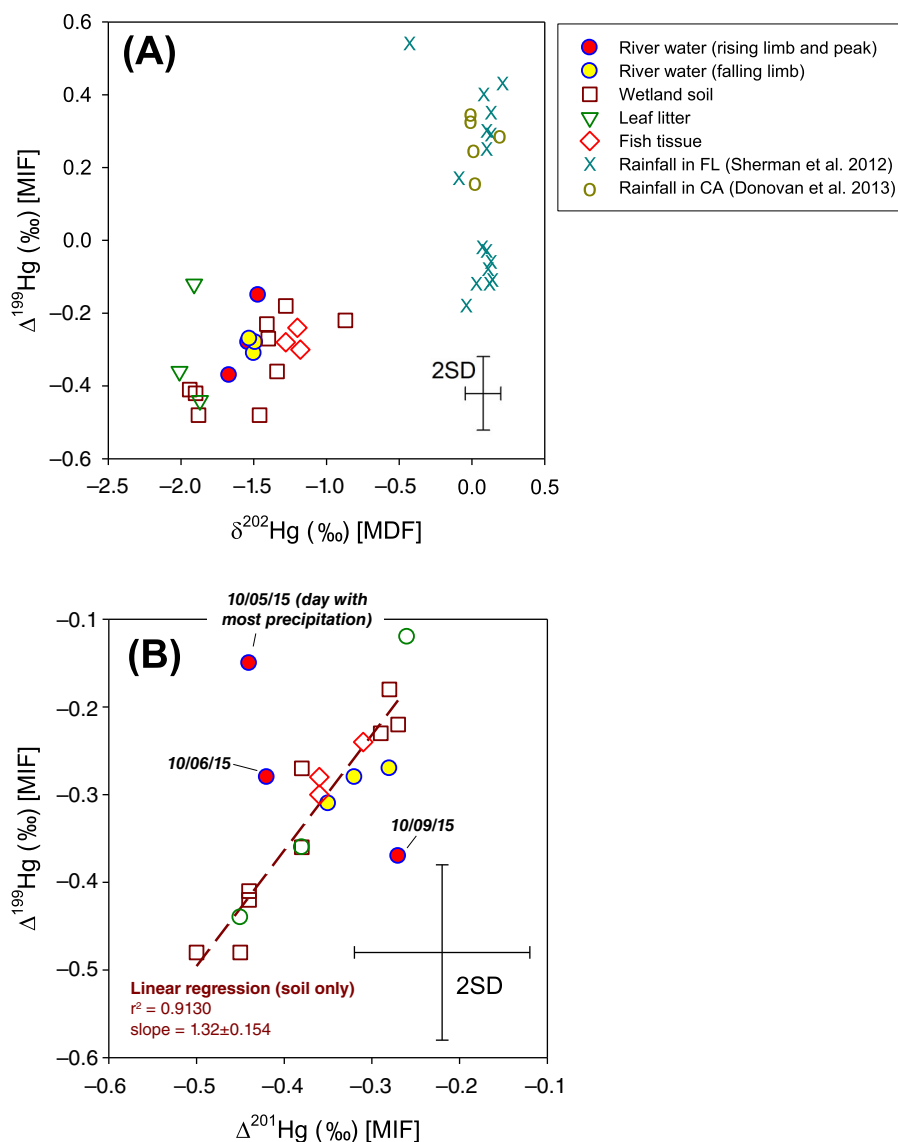 (A)
0.6
0.4
0.2
0.0
−0.2
−0.4
−0.6
Δ¹⁹⁹Hg (‰) [MIF]
2SD
−2.0
−1.5
−1.0
−0.5
0.0
0.5
δ²⁰²Hg (‰) [MDF]
River water (rising limb and peak)
River water (falling limb)
Wetland soil
Leaf litter
Fish tissue
X Rainfall in FL (Sherman et al. 2012)
o Rainfall in CA (Donovan et al. 2013)
(B)
10/05/15 (day with
most precipitation)
10/06/15
10/09/15
−0.1
−0.2
−0.3
−0.4
−0.5
−0.6
Δ¹⁹⁹Hg (‰) [MIF]
2SD
Linear regression (soil only)
r² = 0.9130
slope = 1.32±0.154
−0.6
−0.5
−0.4
−0.3
−0.2
−0.1
Δ²⁰¹Hg (‰) [MIF]